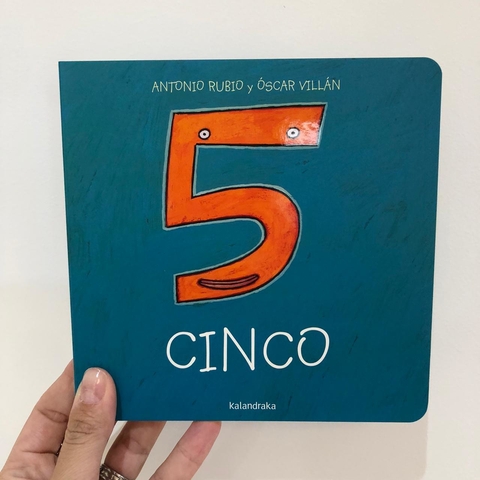 ANTONIO RUBIO y ÓSCAR VILLÁN
5
CINCO
kalandraka